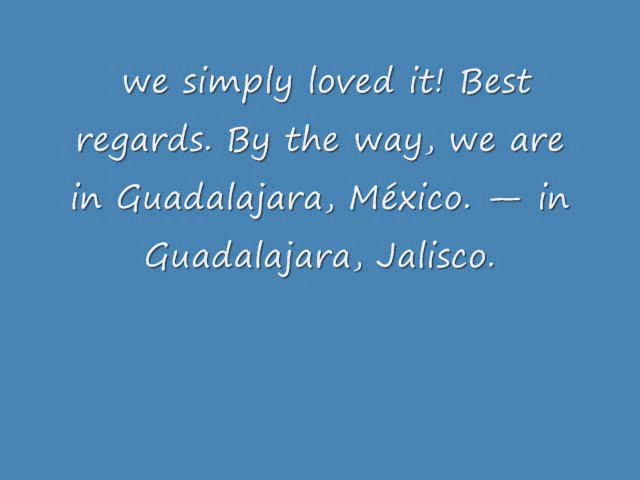 we simply loved it! Best
regards. By the way, we are
in Guadalajara, México. — in
Guadalajara, Jalisco.